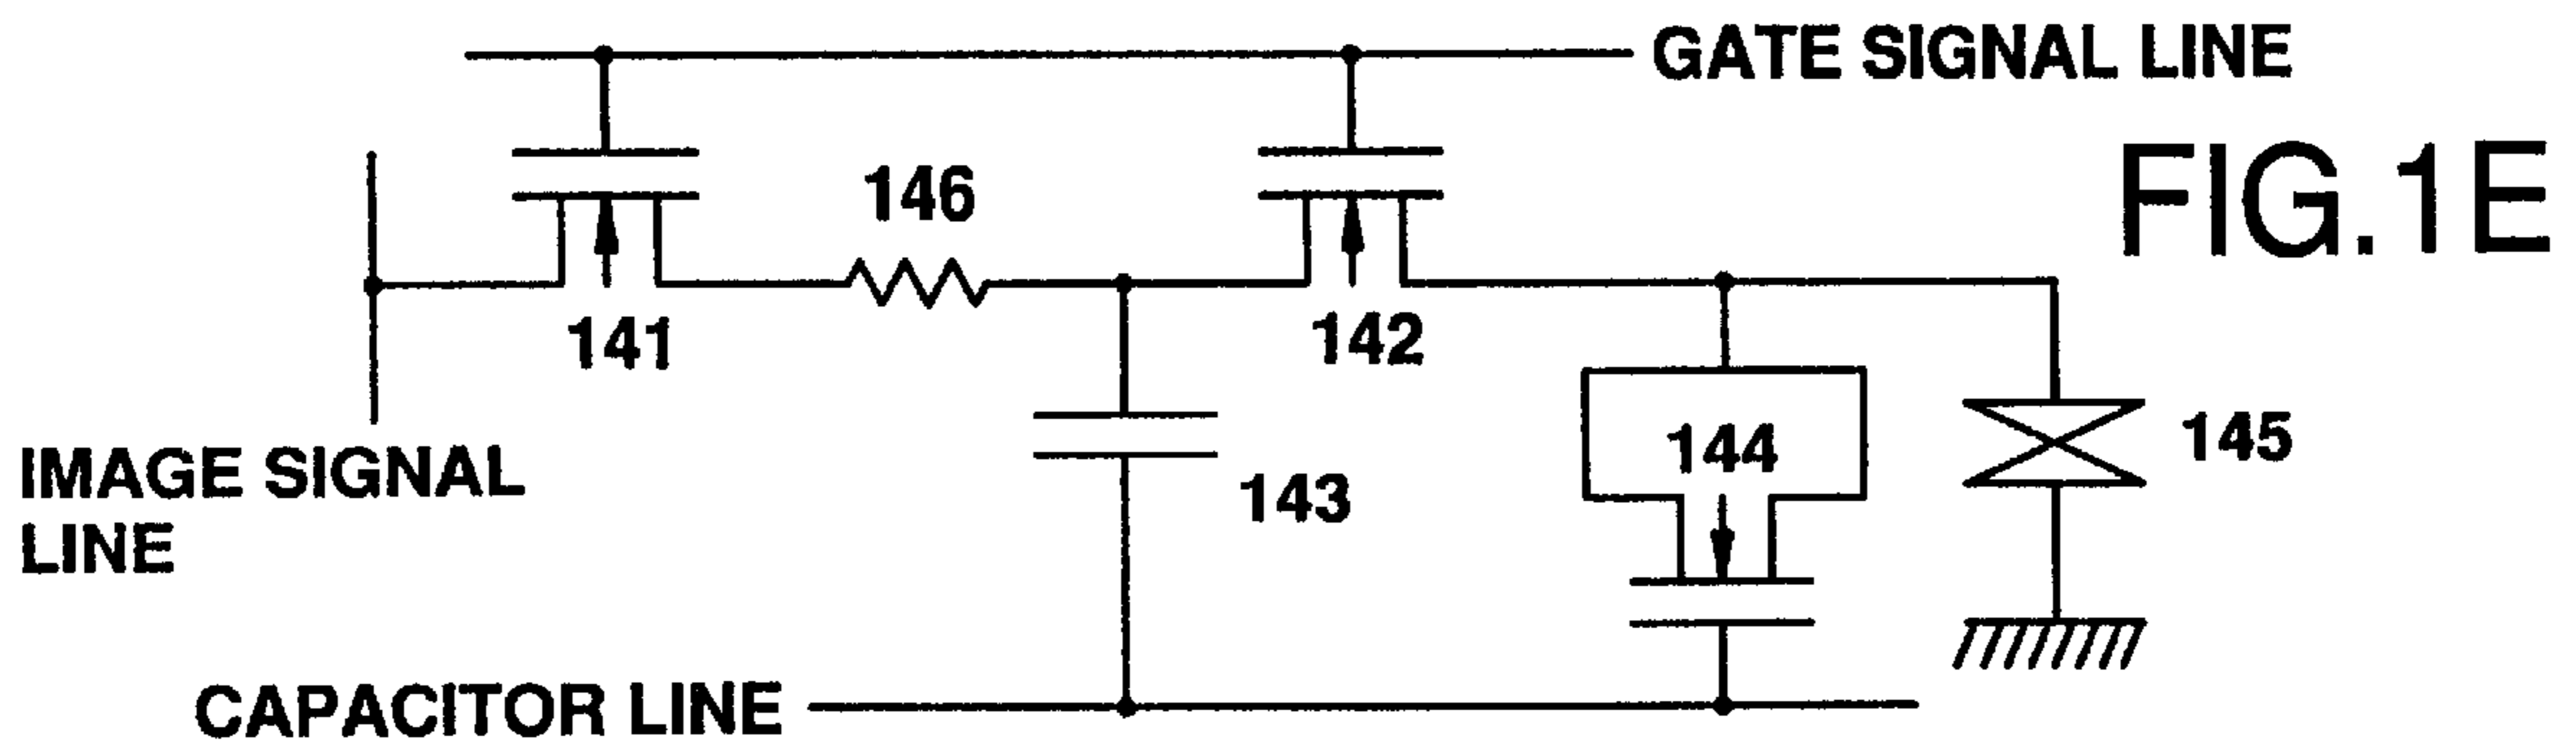 GATE SIGNAL LINE
FIG.1E
146
141
142
IMAGE SIGNAL
LINE
143
144
145
CAPACITOR LINE